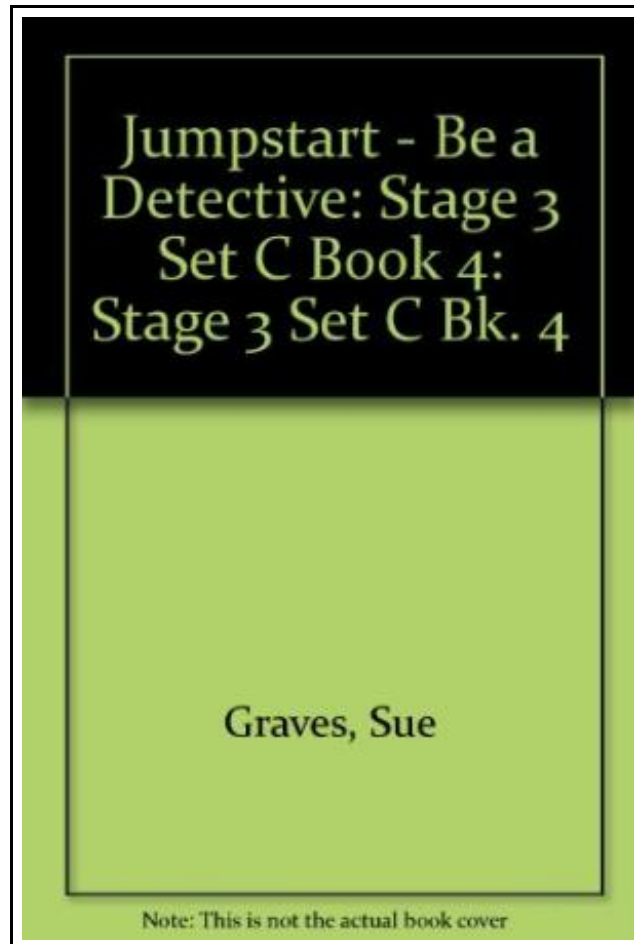 Jumpstart - Be a
Detective: Stage 3
Set C Book 4:
Stage 3 Set C Bk. 4
Graves, Sue
Note: This is not the actual book cover